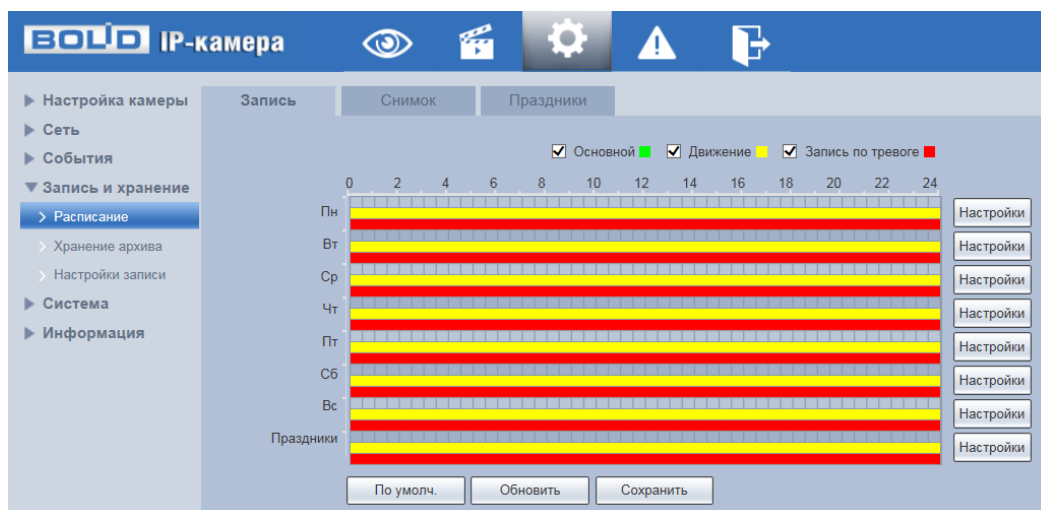 BOLID IP-камера
Настройка камеры
Сеть
События
Запись и хранение
Расписание
Хранение архива
Настройки записи
Система
Информация
Запись Снимок Праздники
Основной Движение Запись по тревоге
0 2 4 6 8 10 12 14 16 18 20 22 24
Пн Настройки
Вт Настройки
Ср Настройки
Чт Настройки
Пт Настройки
Сб Настройки
Вс Настройки
Праздники Настройки
По умолч. Обновить Сохранить